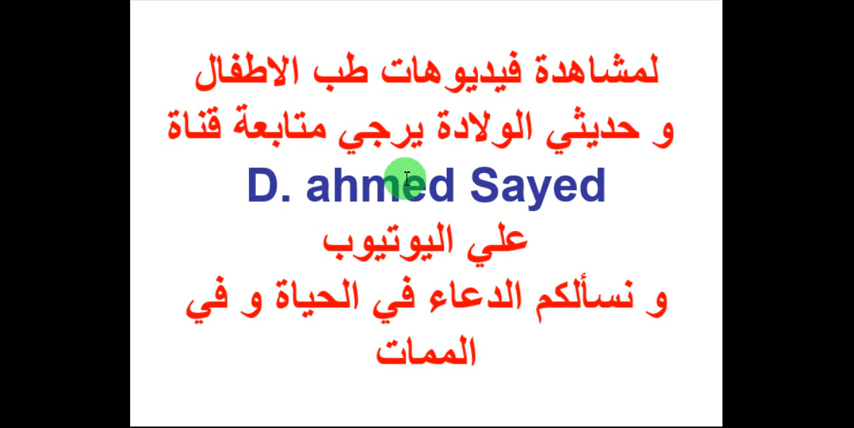 لمشاهدة فيديوهات طب الاطفال
و حديثي الولادة يرجي متابعة قناة
D. ahmed Sayed
علي اليوتيوب
و نسألكم الدعاء في الحياة و في
الممات